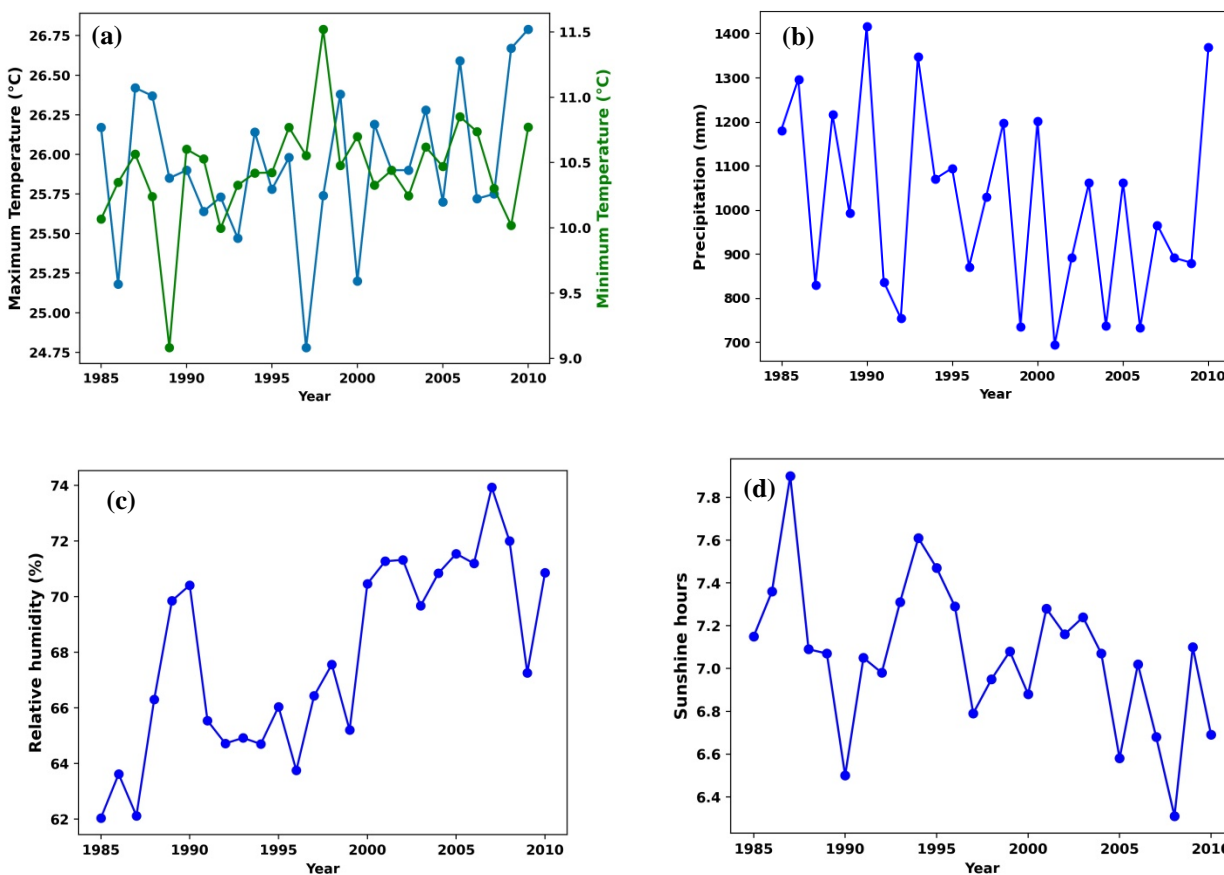 (a)
Maximum Temperature (°C)
26.75
26.50
26.25
26.00
25.75
25.50
25.25
25.00
24.75
11.5
11.0
10.5
10.0
9.5
9.0
Minimum Temperature (°C)
1985 1990 1995 2000 2005 2010
Year
(b)
Precipitation (mm)
1400
1300
1200
1100
1000
900
800
700
1985 1990 1995 2000 2005 2010
Year
(c)
Relative humidity (%)
74
72
70
68
66
64
62
1985 1990 1995 2000 2005 2010
Year
(d)
Sunshine hours
7.8
7.6
7.4
7.2
7.0
6.8
6.6
6.4
1985 1990 1995 2000 2005 2010
Year